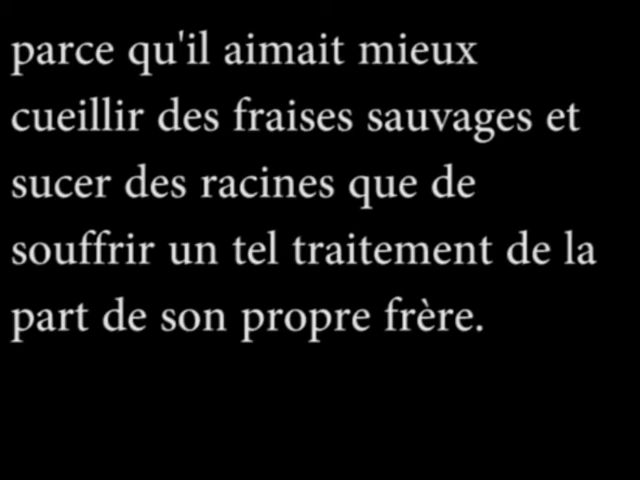 parce qu'il aimait mieux
cueillir des fraises sauvages et
sucer des racines que de
souffrir un tel traitement de la
part de son propre frère.